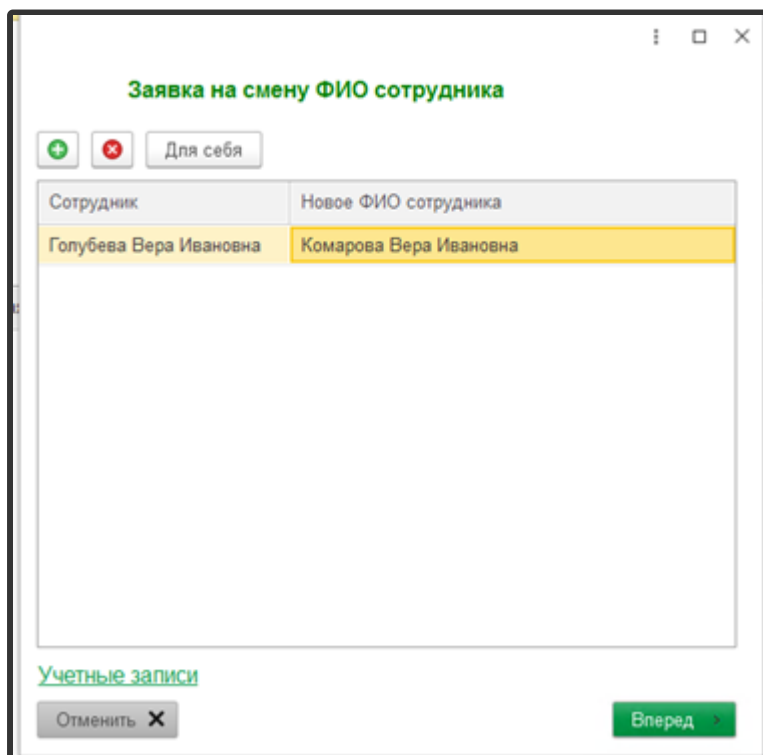 Заявка на смену ФИО сотрудника
Для себя
Сотрудник Новое ФИО сотрудника
Голубева Вера Ивановна Комарова Вера Ивановна
Учетные записи
Отменить Вперед